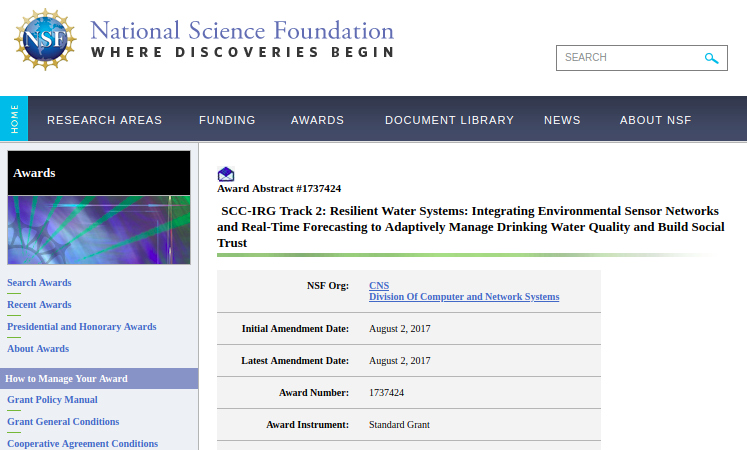 NSF
National Science Foundation
WHERE DISCOVERIES BEGIN
SEARCH
HOME
RESEARCH AREAS
FUNDING
AWARDS
DOCUMENT LIBRARY
NEWS
ABOUT NSF
Awards
Search Awards
Recent Awards
Presidential and Honorary Awards
About Awards
How to Manage Your Award
Grant Policy Manual
Grant General Conditions
Cooperative Agreement Conditions
Award Abstract #1737424
SCC-IRG Track 2: Resilient Water Systems: Integrating Environmental Sensor Networks
and Real-Time Forecasting to Adaptively Manage Drinking Water Quality and Build Social
Trust
NSF Org: CNS
Division Of Computer and Network Systems
Initial Amendment Date: August 2, 2017
Latest Amendment Date: August 2, 2017
Award Number: 1737424
Award Instrument: Standard Grant